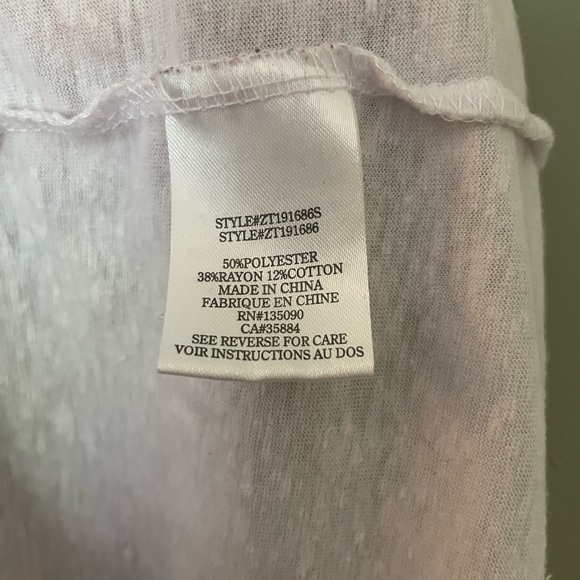 STYLE#ZT191686S
STYLE#ZT191686
50%POLYESTER
38%RAYON 12%COTTON
MADE IN CHINA
FABRIQUE EN CHINE
RN#135090
CA#35884
SEE REVERSE FOR CARE
VOIR INSTRUCTIONS AU DOS